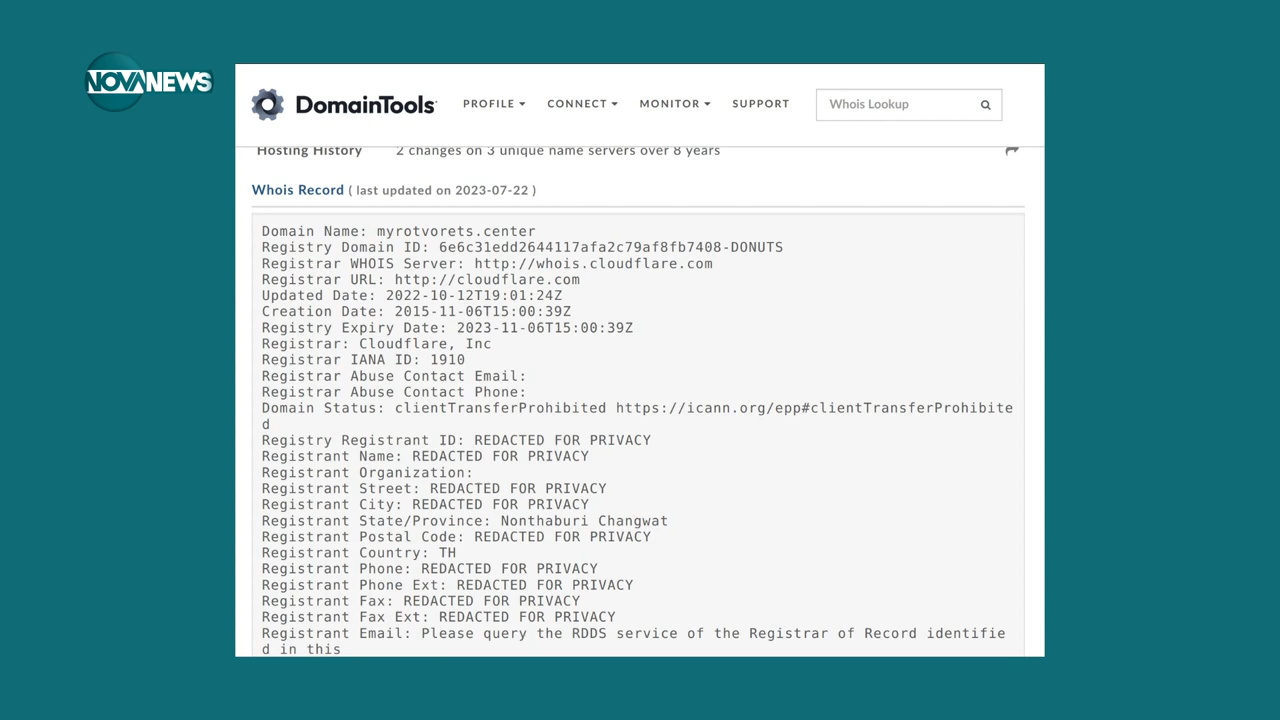 NOVANEWS
DomainTools
PROFILE CONNECT MONITOR SUPPORT Whois Lookup
Hosting History 2 changes on 3 unique name servers over 8 years
Whois Record ( last updated on 2023-07-22 )
Domain Name: myrotvorets.center
Registry Domain ID: 6e6c31edd2644117afa2c79af8fb7408-DONUTS
Registrar WHOIS Server: http://whois.cloudflare.com
Registrar URL: http://cloudflare.com
Updated Date: 2022-10-12T19:01:24Z
Creation Date: 2015-11-06T15:00:39Z
Registry Expiry Date: 2023-11-06T15:00:39Z
Registrar: Cloudflare, Inc
Registrar IANA ID: 1910
Registrar Abuse Contact Email:
Registrar Abuse Contact Phone:
Domain Status: clientTransferProhibited https://icann.org/epp#clientTransferProhibite
d
Registry Registrant ID: REDACTED FOR PRIVACY
Registrant Name: REDACTED FOR PRIVACY
Registrant Organization:
Registrant Street: REDACTED FOR PRIVACY
Registrant City: REDACTED FOR PRIVACY
Registrant State/Province: Nonthaburi Changwat
Registrant Postal Code: REDACTED FOR PRIVACY
Registrant Country: TH
Registrant Phone: REDACTED FOR PRIVACY
Registrant Phone Ext: REDACTED FOR PRIVACY
Registrant Fax: REDACTED FOR PRIVACY
Registrant Fax Ext: REDACTED FOR PRIVACY
Registrant Email: Please query the RDDS service of the Registrar of Record identifie
d in this